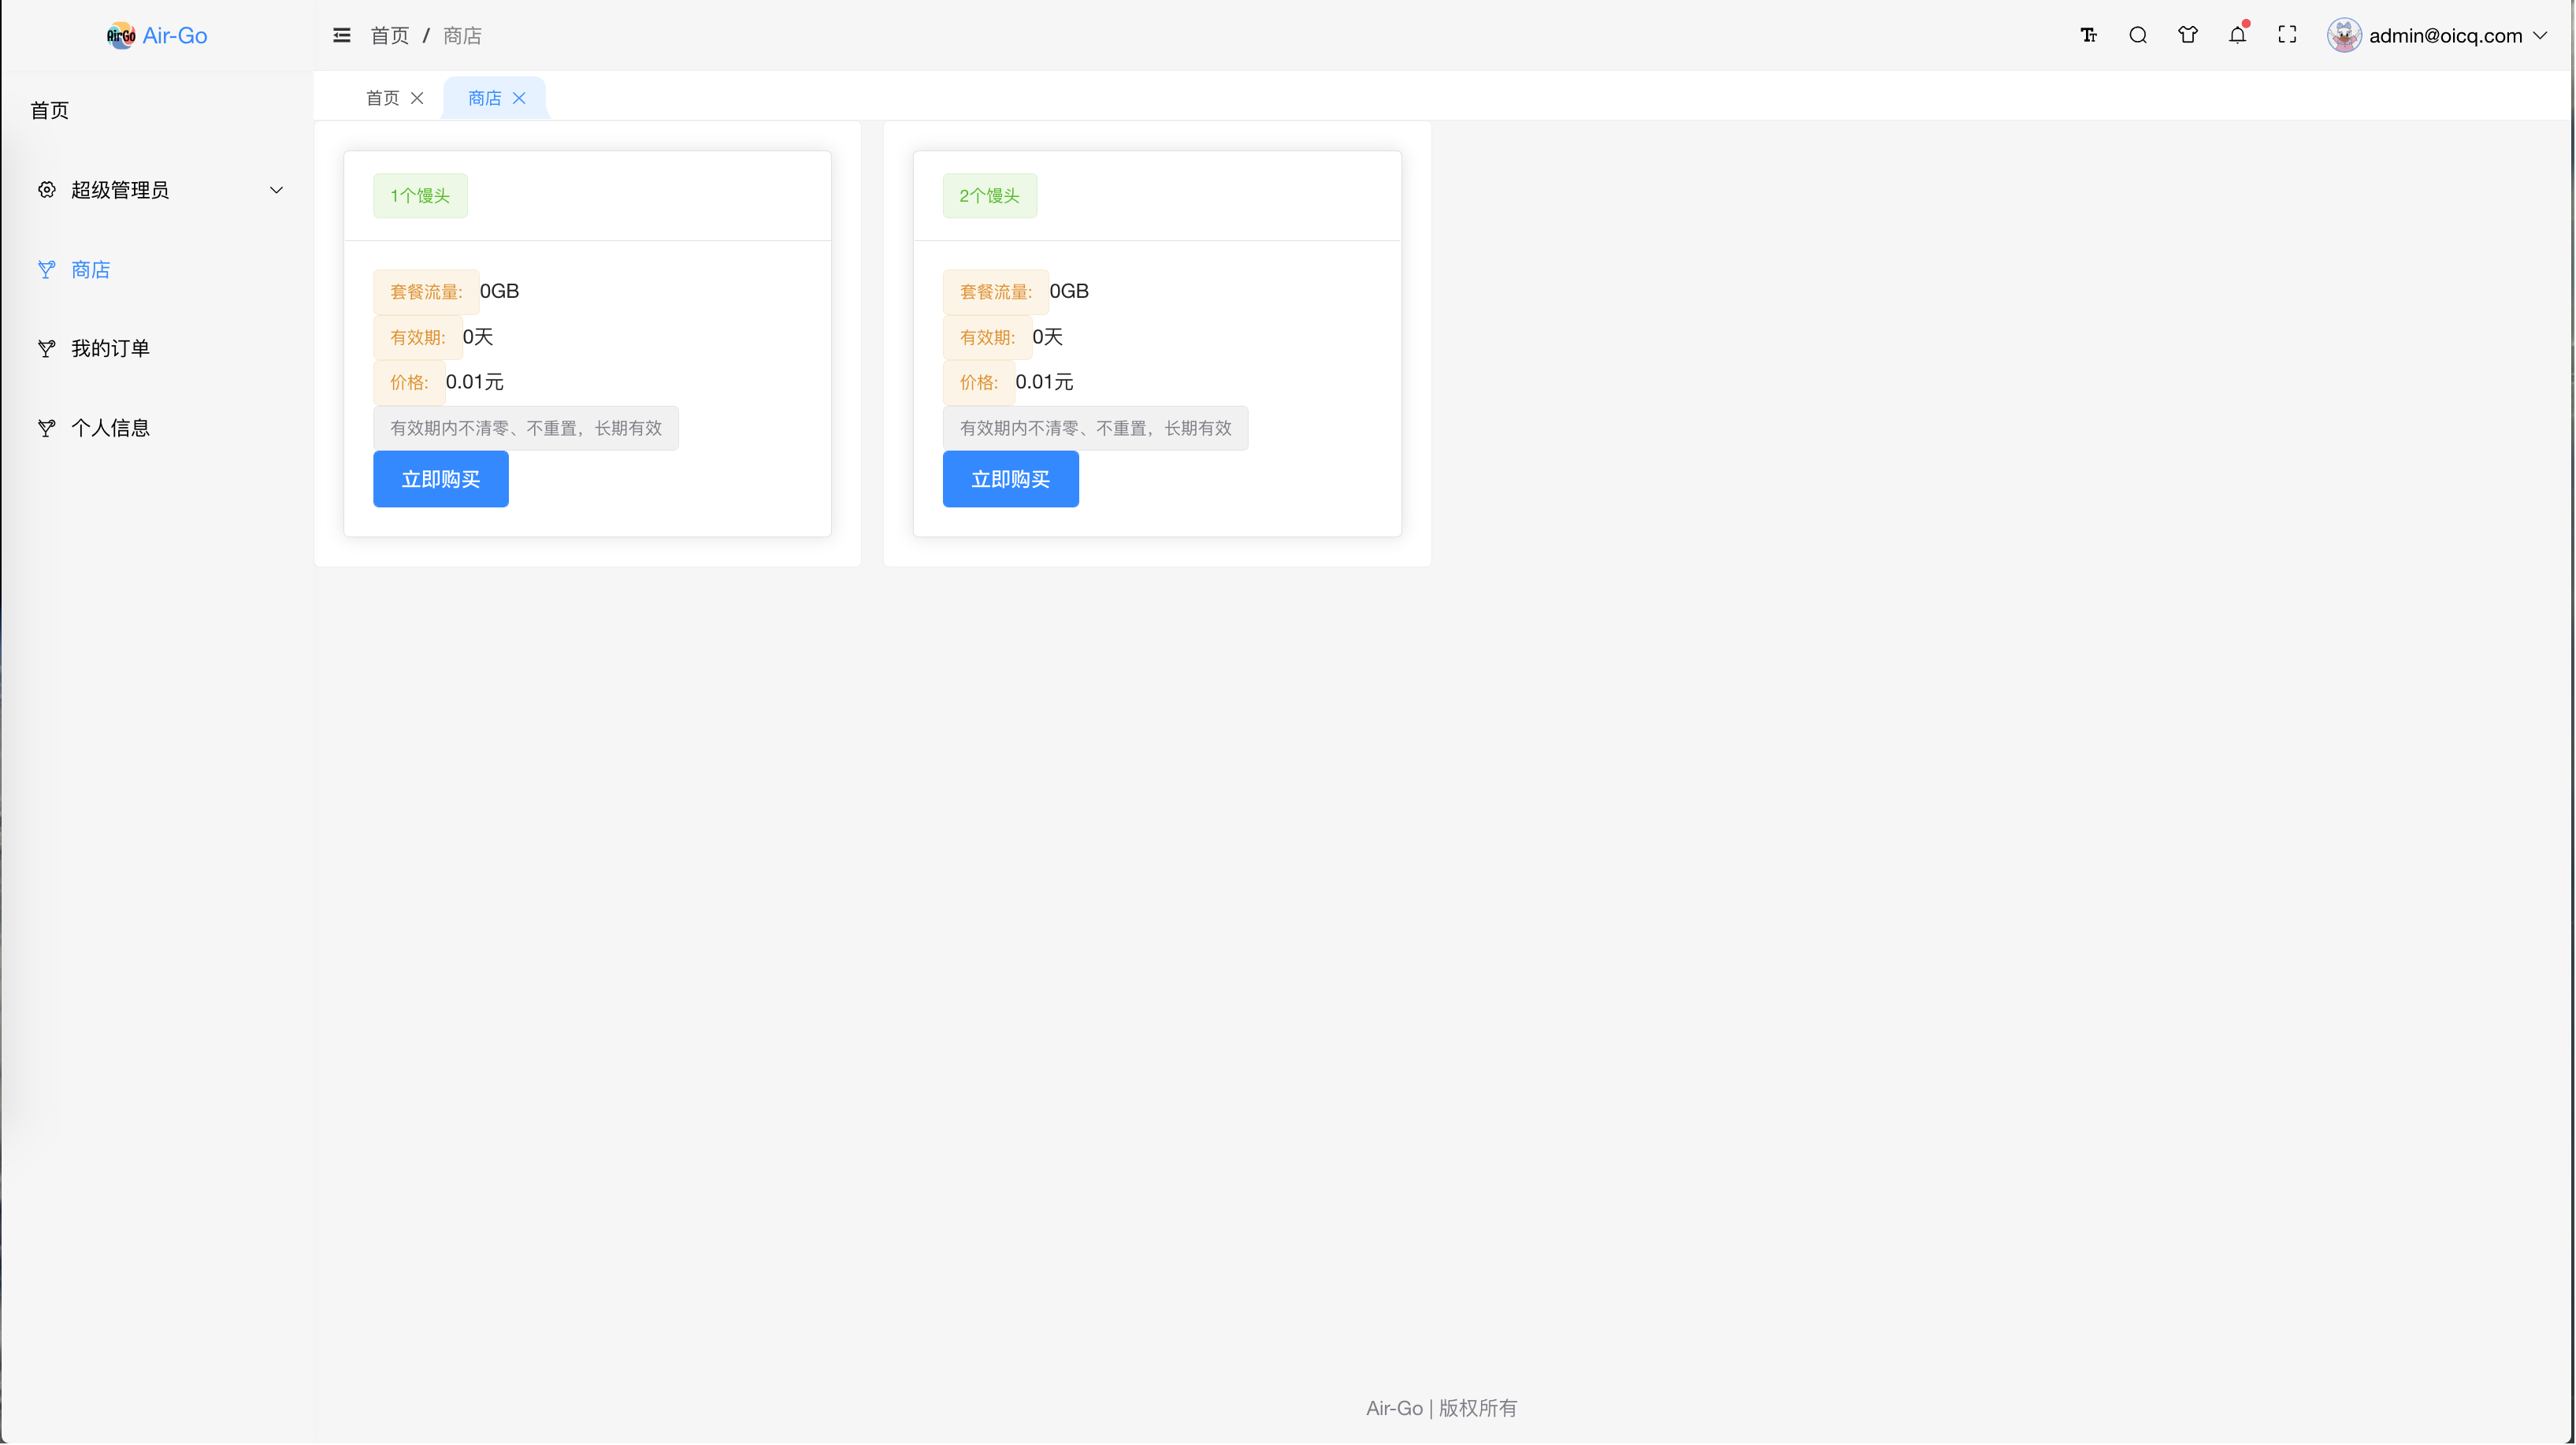 AirGo Air-Go
首页 / 商店
admin@oicq.com
首页
超级管理员
商店
我的订单
个人信息
首页 商店
1个馒头
套餐流量: 0GB
有效期: 0天
价格: 0.01元
有效期内不清零、不重置，长期有效
立即购买
2个馒头
套餐流量: 0GB
有效期: 0天
价格: 0.01元
有效期内不清零、不重置，长期有效
立即购买
Air-Go | 版权所有